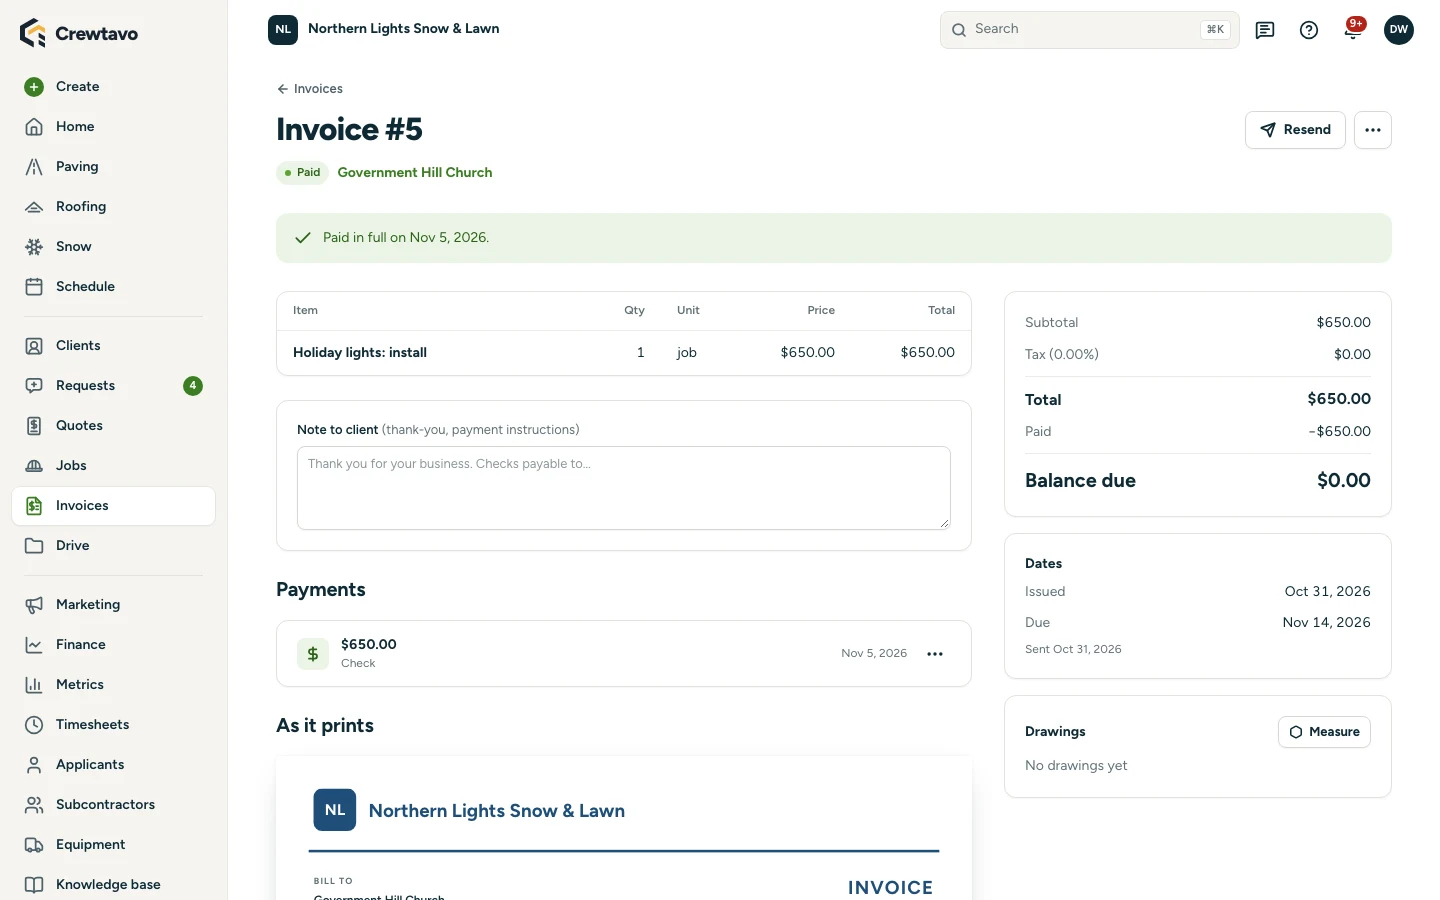 Crewtavo
NL
Northern Lights Snow & Lawn
Search
⌘K
9+
DW
Create
Home
Paving
Roofing
Snow
Schedule
Clients
Requests
4
Quotes
Jobs
Invoices
Drive
Marketing
Finance
Metrics
Timesheets
Applicants
Subcontractors
Equipment
Knowledge base
Invoices
Invoice #5
Resend
Paid
Government Hill Church
Paid in full on Nov 5, 2026.
Item Qty Unit Price Total
Holiday lights: install 1 job $650.00 $650.00
Note to client (thank-you, payment instructions)
Thank you for your business. Checks payable to...
Payments
$650.00
Check
Nov 5, 2026
As it prints
NL
Northern Lights Snow & Lawn
BILL TO
INVOICE
Government Hill Church
Subtotal $650.00
Tax (0.00%) $0.00
Total $650.00
Paid −$650.00
Balance due $0.00
Dates
Issued Oct 31, 2026
Due Nov 14, 2026
Sent Oct 31, 2026
Drawings
Measure
No drawings yet